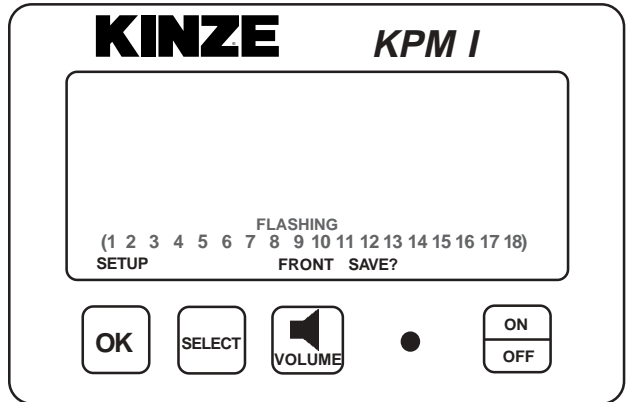 KINZE KPM I
FLASHING
(1 2 3 4 5 6 7 8 9 10 11 12 13 14 15 16 17 18)
SETUP FRONT SAVE?
OK SELECT VOLUME ON
OFF